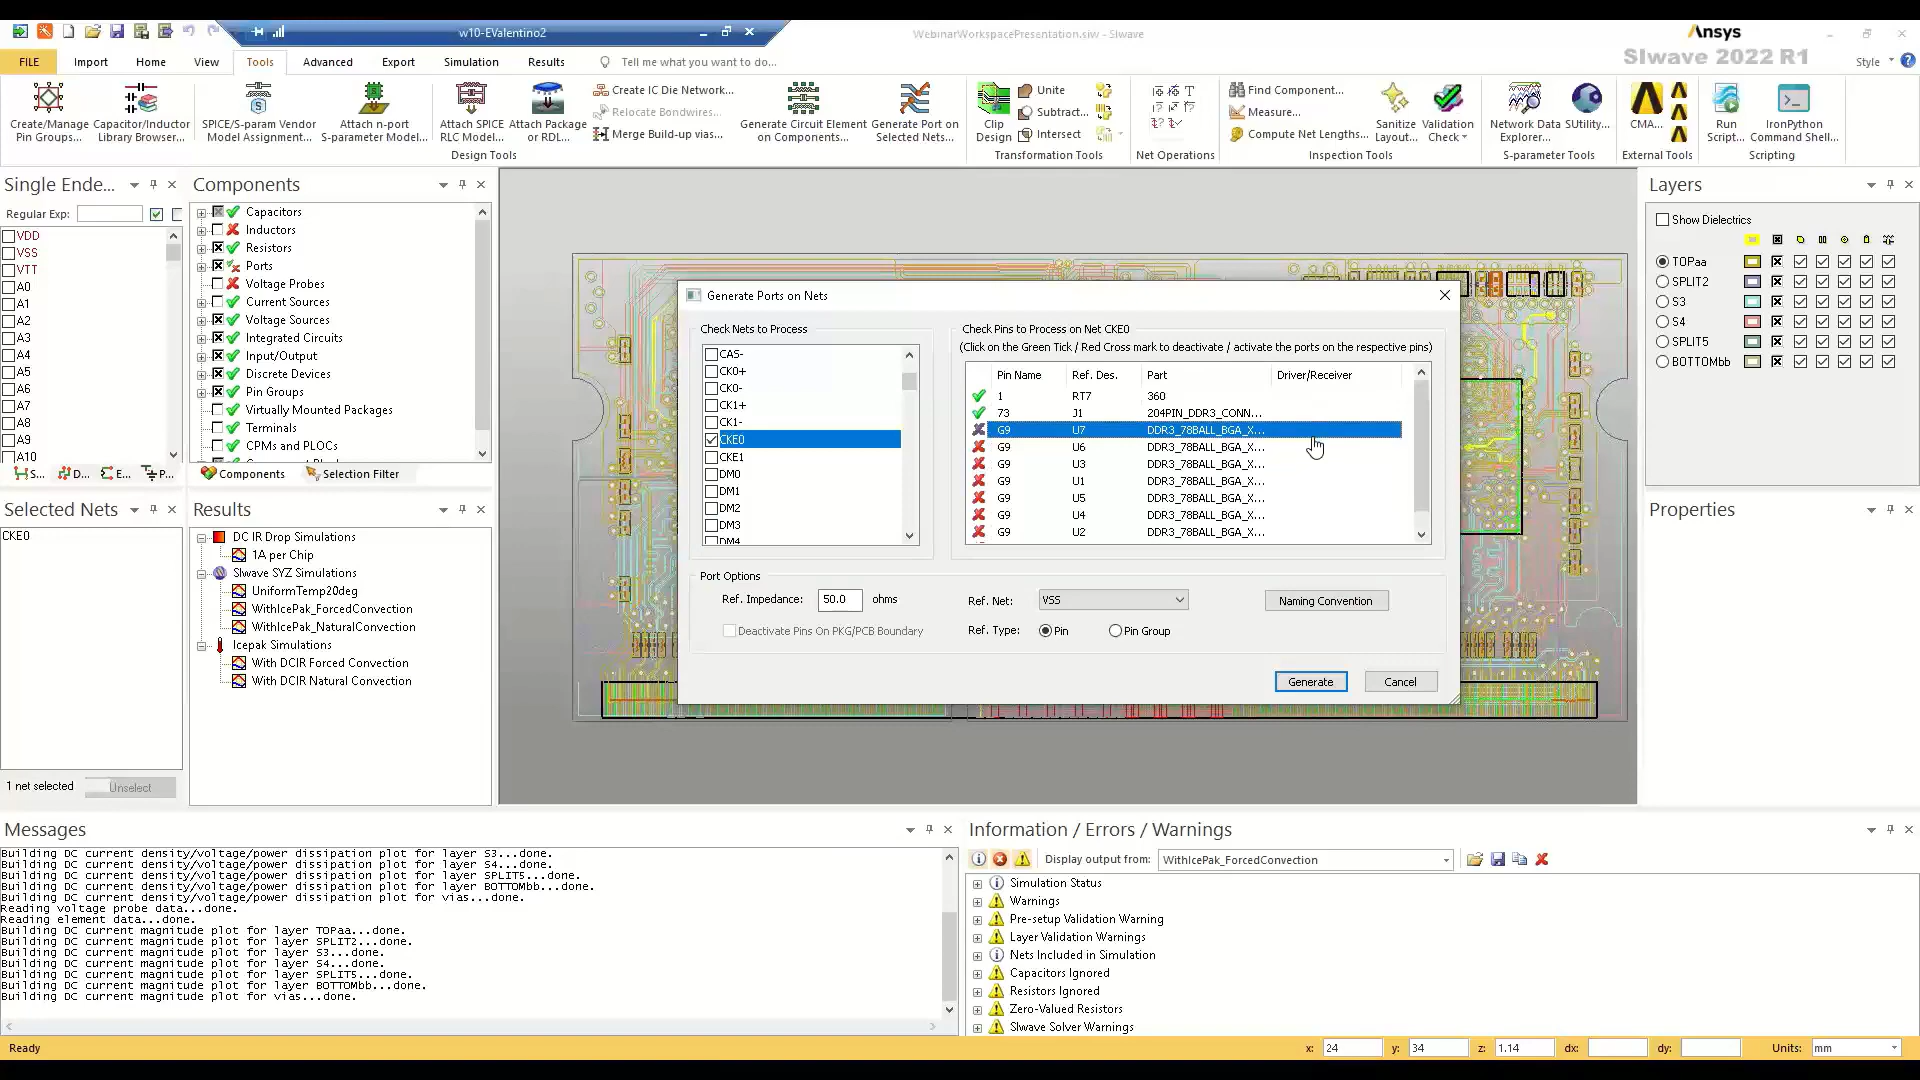 w10-EValentino2
WebinarWorkspacePresentation.siw - SIwave
Ansys
SIwave 2022 R1
FILE Import Home View Tools Advanced Export Simulation Results Tell me what you want to do... Style
Create/Manage Pin Groups...
Capacitor/Inductor Library Browser...
SPICE/S-param Vendor Model Assignment...
Attach n-port S-parameter Model...
Attach SPICE RLC Model...
Attach Package or RDL...
Create IC Die Network...
Relocate Bondwires...
Merge Build-up vias...
Generate Circuit Element on Components...
Generate Port on Selected Nets...
Design Tools
Clip Design
Unite
Subtract...
Intersect
Transformation Tools
Net Operations
Find Component...
Measure...
Compute Net Lengths...
Sanitize Layout...
Validation Check
Inspection Tools
Network Data Explorer...
SUtility...
S-parameter Tools
CMA...
External Tools
Run Script...
IronPython Command Shell...
Scripting
Single Ende...
Regular Exp:
VDD
VSS
VTT
A0
A1
A2
A3
A4
A5
A6
A7
A8
A9
A10
S... D... E... P...
Components
Capacitors
Inductors
Resistors
Ports
Voltage Probes
Current Sources
Voltage Sources
Integrated Circuits
Input/Output
Discrete Devices
Pin Groups
Virtually Mounted Packages
Terminals
CPMs and PLOCs
Components Selection Filter
Selected Nets
CKE0
1 net selected Unselect
Results
DC IR Drop Simulations
1A per Chip
SIwave SYZ Simulations
UniformTemp20deg
WithIcePak_ForcedConvection
WithIcePak_NaturalConvection
Icepak Simulations
With DCIR Forced Convection
With DCIR Natural Convection
Generate Ports on Nets
Check Nets to Process
CAS-
CK0+
CK0-
CK1+
CK1-
CKE0
CKE1
DM0
DM1
DM2
DM3
DM4
Check Pins to Process on Net CKE0
(Click on the Green Tick / Red Cross mark to deactivate / activate the ports on the respective pins)
Pin Name Ref. Des. Part Driver/Receiver
1 RT7 360
73 J1 204PIN_DDR3_CONN...
G9 U7 DDR3_78BALL_BGA_X...
G9 U6 DDR3_78BALL_BGA_X...
G9 U3 DDR3_78BALL_BGA_X...
G9 U1 DDR3_78BALL_BGA_X...
G9 U5 DDR3_78BALL_BGA_X...
G9 U4 DDR3_78BALL_BGA_X...
G9 U2 DDR3_78BALL_BGA_X...
Port Options
Ref. Impedance: 50.0 ohms
Deactivate Pins On PKG/PCB Boundary
Ref. Net: VSS
Ref. Type: Pin Pin Group
Naming Convention
Generate Cancel
Layers
Show Dielectrics
TOPaa
SPLIT2
S3
S4
SPLIT5
BOTTOMbb
Properties
Messages
Building DC current density/voltage/power dissipation plot for layer S3...done.
Building DC current density/voltage/power dissipation plot for layer S4...done.
Building DC current density/voltage/power dissipation plot for layer SPLIT5...done.
Building DC current density/voltage/power dissipation plot for layer BOTTOMbb...done.
Building DC current density/voltage/power dissipation plot for vias...done.
Reading voltage probe data...done.
Reading element data...done.
Building DC current magnitude plot for layer TOPaa...done.
Building DC current magnitude plot for layer SPLIT2...done.
Building DC current magnitude plot for layer S3...done.
Building DC current magnitude plot for layer S4...done.
Building DC current magnitude plot for layer SPLIT5...done.
Building DC current magnitude plot for layer BOTTOMbb...done.
Building DC current magnitude plot for vias...done.
Information / Errors / Warnings
Display output from: WithIcePak_ForcedConvection
Simulation Status
Warnings
Pre-setup Validation Warning
Layer Validation Warnings
Nets Included in Simulation
Capacitors Ignored
Resistors Ignored
Zero-Valued Resistors
SIwave Solver Warnings
Ready
x: 24 y: 34 z: 1.14 dx: dy: Units: mm